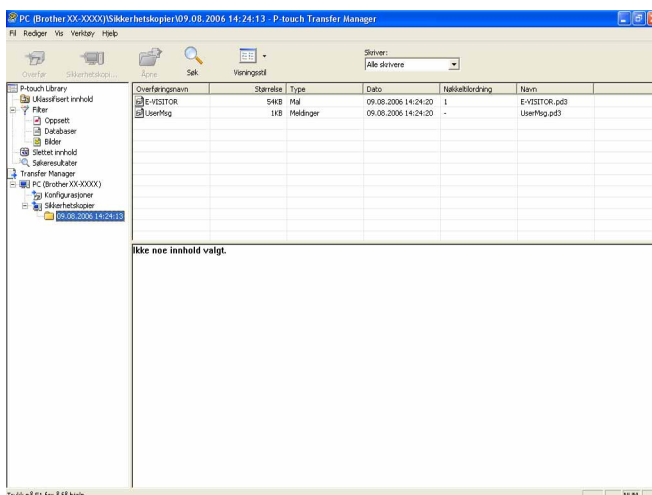 PC (Brother XX-XXXX)\Sikkerhetskopier\09.08.2006 14:24:13 - P-touch Transfer Manager
Fil Rediger Vis Verktøy Hjelp
Skriver:
Alle skrivere
Overfør Sikkerhetskopi... Åpne Søk Visningsstil
P-touch Library
Uklassifisert innhold
Filter
Oppsett
Databaser
Bilder
Slettet innhold
Søkeresultater
Transfer Manager
PC (Brother XX-XXXX)
Konfigurasjoner
Sikkerhetskopier
09.08.2006 14:24:13
Overføringsnavn Størrelse Type Dato Nøkkeltilordning Navn
E-VISITOR 54KB Mal 09.08.2006 14:24:20 1 E-VISITOR.pd3
UserMsg 1KB Meldinger 09.08.2006 14:24:20 - UserMsg.pd3
Ikke noe innhold valgt.
NUM